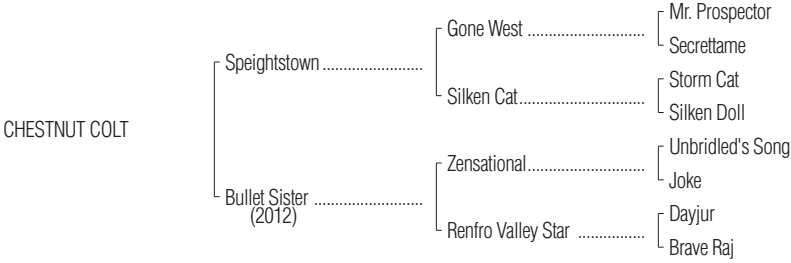 Mr. Prospector
Gone West ............................
Secrettame
Speightstown ........................
Storm Cat
Silken Cat..............................
Silken Doll
CHESTNUT COLT
Unbridled's Song
Zensational............................
Joke
Bullet Sister ..........................
(2012)
Dayjur
Renfro Valley Star ................
Brave Raj